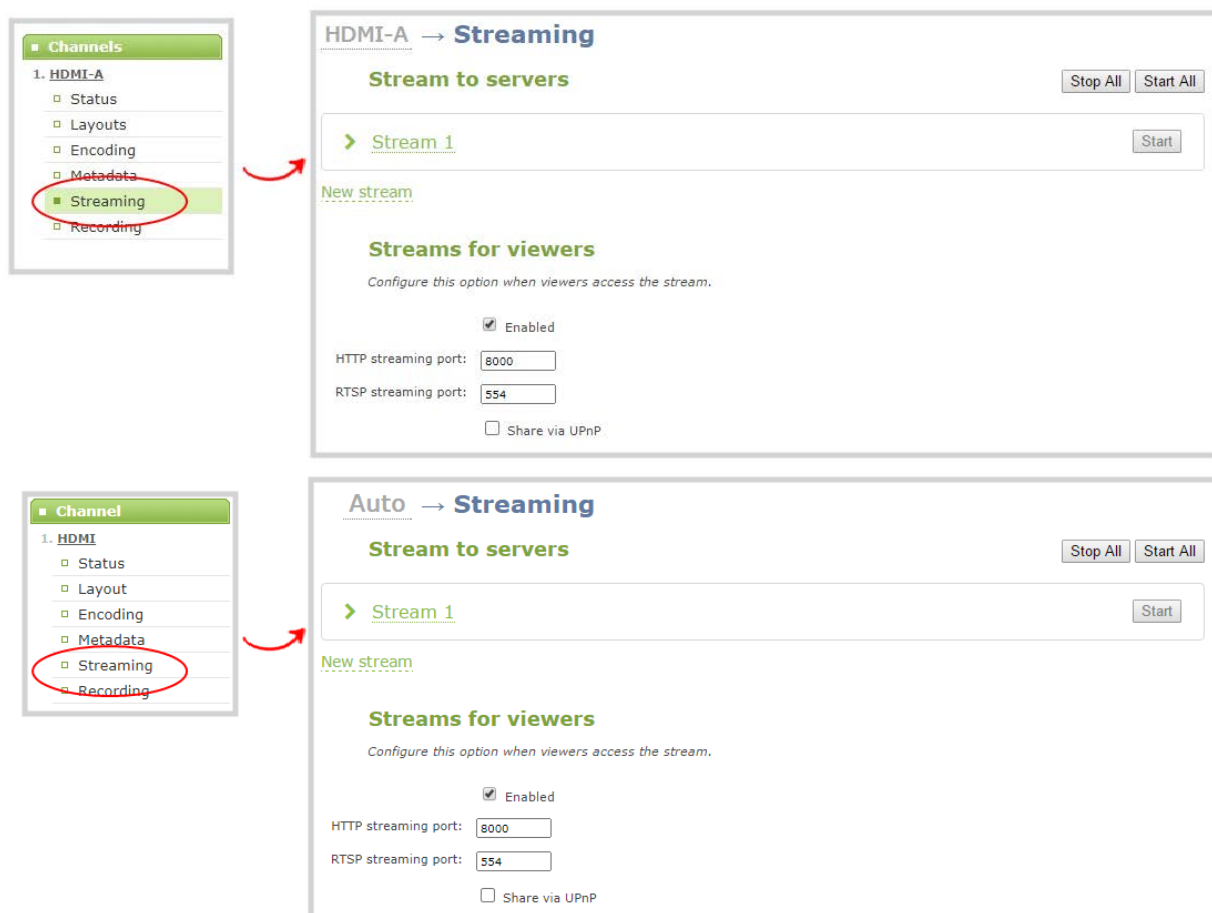 Channels
1. HDMI-A
Status
Layouts
Encoding
Metadata
Streaming
Recording
HDMI-A → Streaming
Stream to servers
Stop All Start All
Stream 1 Start
New stream
Streams for viewers
Configure this option when viewers access the stream.
Enabled
HTTP streaming port: 8000
RTSP streaming port: 554
Share via UPnP
Channel
1. HDMI
Status
Layout
Encoding
Metadata
Streaming
Recording
Auto → Streaming
Stream to servers
Stop All Start All
Stream 1 Start
New stream
Streams for viewers
Configure this option when viewers access the stream.
Enabled
HTTP streaming port: 8000
RTSP streaming port: 554
Share via UPnP